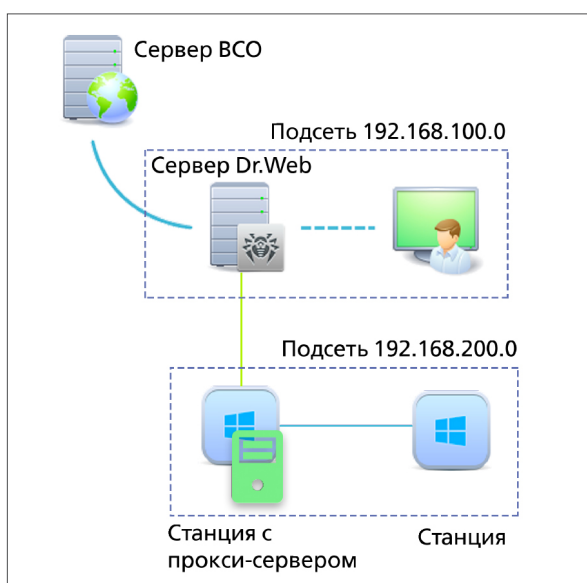 Сервер ВСО
Подсеть 192.168.100.0
Сервер Dr.Web
Подсеть 192.168.200.0
Станция с
прокси-сервером
Станция